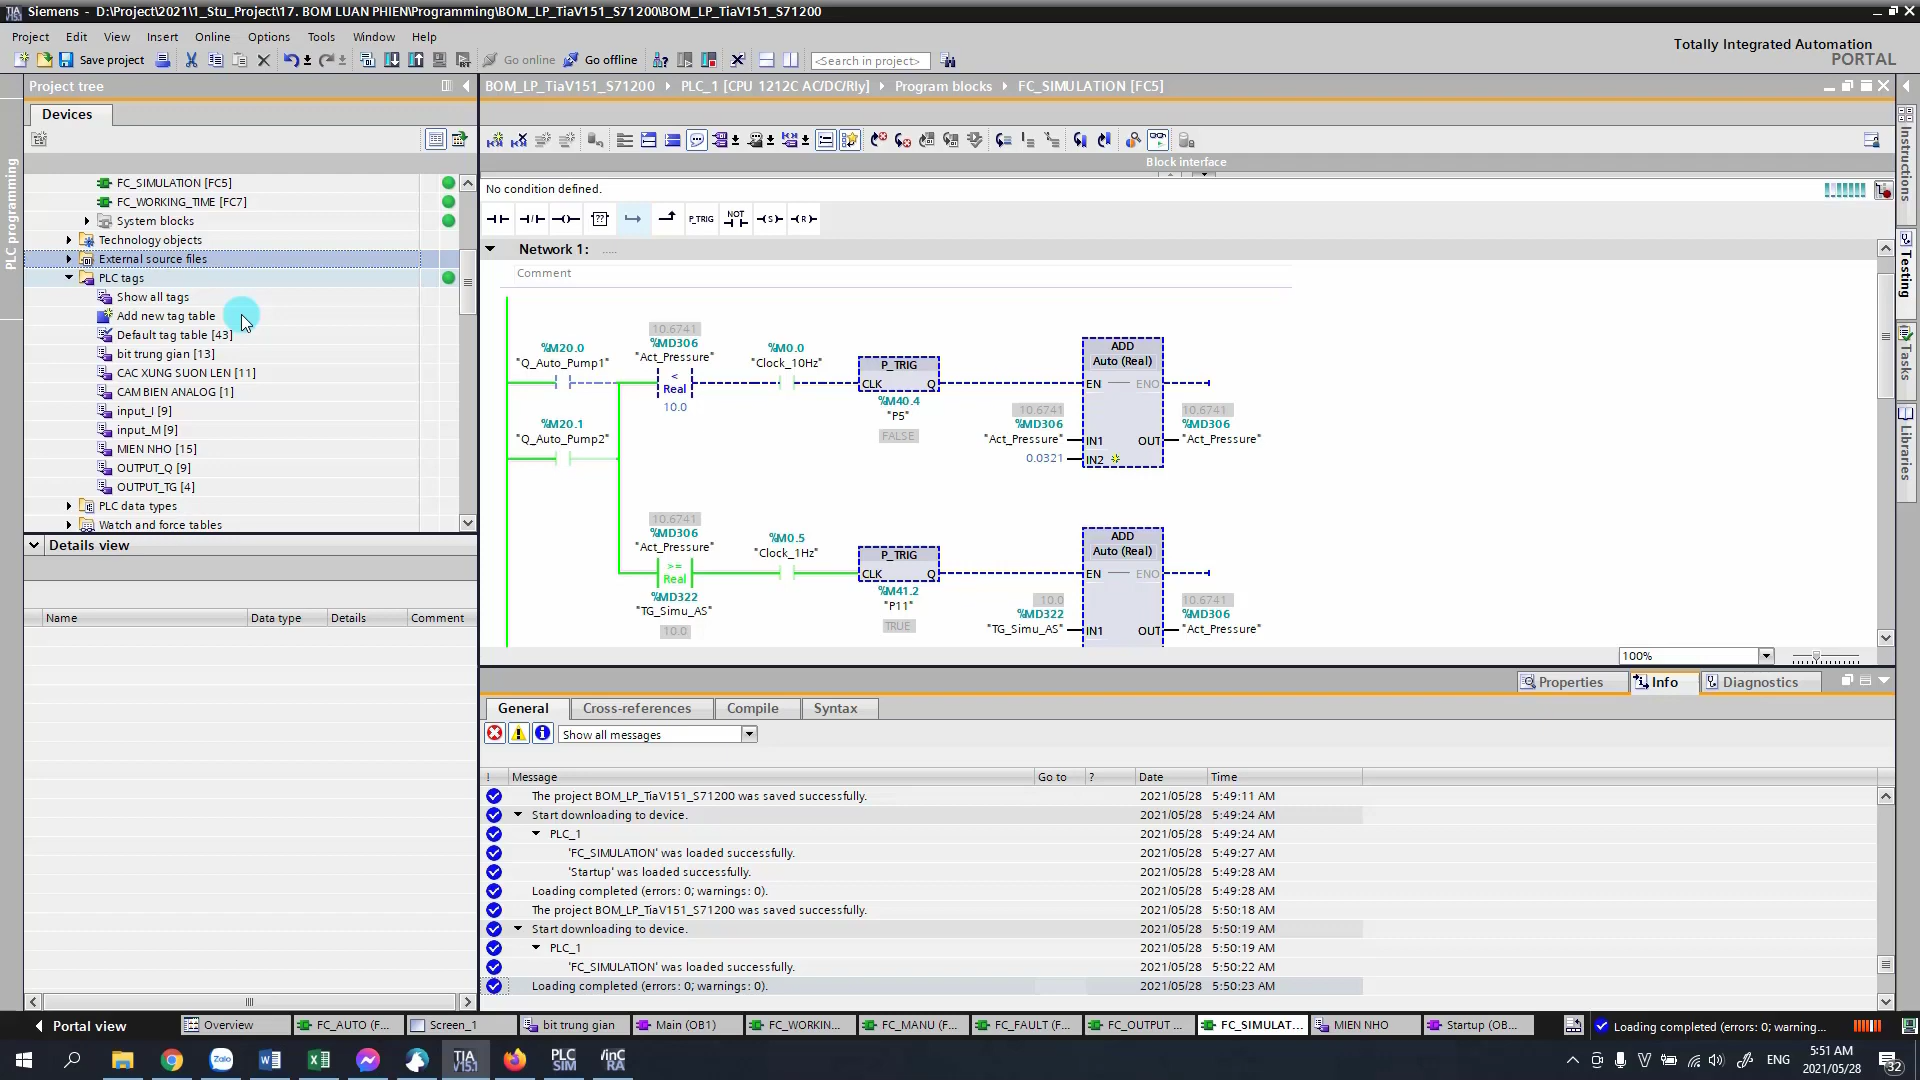 Siemens - D:\Project\2021\1_Stu_Project\17. BOM LUAN PHIEN\Programming\BOM_LP_TiaV151_S71200\BOM_LP_TiaV151_S71200
Project Edit View Insert Online Options Tools Window Help
Totally Integrated Automation
PORTAL
Save project
Go online
Go offline
<Search in project>
Project tree
BOM_LP_TiaV151_S71200 PLC_1 [CPU 1212C AC/DC/Rly] Program blocks FC_SIMULATION [FC5]
Devices
Block interface
PLC programming
FC_SIMULATION [FC5]
FC_WORKING_TIME [FC7]
System blocks
Technology objects
External source files
PLC tags
Show all tags
Add new tag table
Default tag table [43]
bit trung gian [13]
CAC XUNG SUON LEN [11]
CAM BIEN ANALOG [1]
input_I [9]
input_M [9]
MIEN NHO [15]
OUTPUT_Q [9]
OUTPUT_TG [4]
PLC data types
Watch and force tables
No condition defined.
??
P_TRIG
NOT
S
R
Network 1: .....
Comment
10.6741
%M20.0
"Q_Auto_Pump1"
%MD306
"Act_Pressure"
<
Real
10.0
%M0.0
"Clock_10Hz"
P_TRIG
CLK Q
%M40.4
"P5"
FALSE
ADD
Auto (Real)
EN ENO
10.6741
%MD306
"Act_Pressure" IN1
0.0321 IN2
OUT
10.6741
%MD306
"Act_Pressure"
%M20.1
"Q_Auto_Pump2"
10.6741
%MD306
"Act_Pressure"
>=
Real
%MD322
"TG_Simu_AS"
10.0
%M0.5
"Clock_1Hz"
P_TRIG
CLK Q
%M41.2
"P11"
TRUE
ADD
Auto (Real)
EN ENO
10.0
%MD322
"TG_Simu_AS" IN1
OUT
10.6741
%MD306
"Act_Pressure"
100%
Instructions
Testing
Tasks
Libraries
Details view
Name Data type Details Comment
Properties Info Diagnostics
General Cross-references Compile Syntax
Show all messages
! Message Go to ? Date Time
The project BOM_LP_TiaV151_S71200 was saved successfully. 2021/05/28 5:49:11 AM
Start downloading to device. 2021/05/28 5:49:24 AM
PLC_1 2021/05/28 5:49:24 AM
'FC_SIMULATION' was loaded successfully. 2021/05/28 5:49:27 AM
'Startup' was loaded successfully. 2021/05/28 5:49:28 AM
Loading completed (errors: 0; warnings: 0). 2021/05/28 5:49:28 AM
The project BOM_LP_TiaV151_S71200 was saved successfully. 2021/05/28 5:50:18 AM
Start downloading to device. 2021/05/28 5:50:19 AM
PLC_1 2021/05/28 5:50:19 AM
'FC_SIMULATION' was loaded successfully. 2021/05/28 5:50:22 AM
Loading completed (errors: 0; warnings: 0). 2021/05/28 5:50:23 AM
Portal view Overview FC_AUTO (F... Screen_1 bit trung gian Main (OB1) FC_WORKIN... FC_MANU (F... FC_FAULT (F... FC_OUTPUT ... FC_SIMULAT... MIEN NHO Startup (OB... Loading completed (errors: 0; warning...
Zalo
TIA
V15.1
PLC
SIM
ENG
5:51 AM
2021/05/28
32